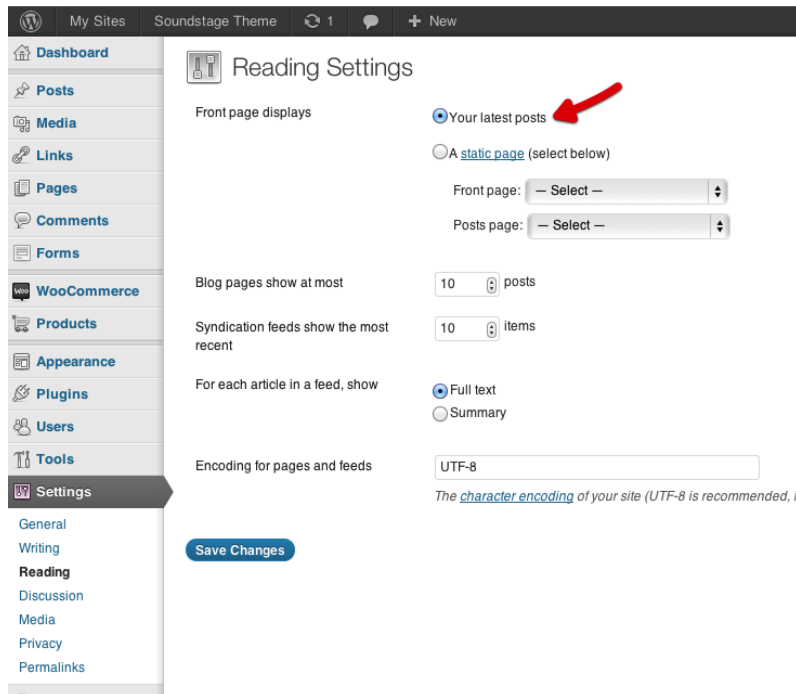 My Sites Soundstage Theme 1 + New
Dashboard
Posts
Media
Links
Pages
Comments
Forms
Woo WooCommerce
Products
Appearance
Plugins
Users
Tools
Settings
General
Writing
Reading
Discussion
Media
Privacy
Permalinks
Reading Settings
Front page displays
Your latest posts
A static page (select below)
Front page: — Select —
Posts page: — Select —
Blog pages show at most 10 posts
Syndication feeds show the most
recent
10 items
For each article in a feed, show
Full text
Summary
Encoding for pages and feeds UTF-8
The character encoding of your site (UTF-8 is recommended,
Save Changes